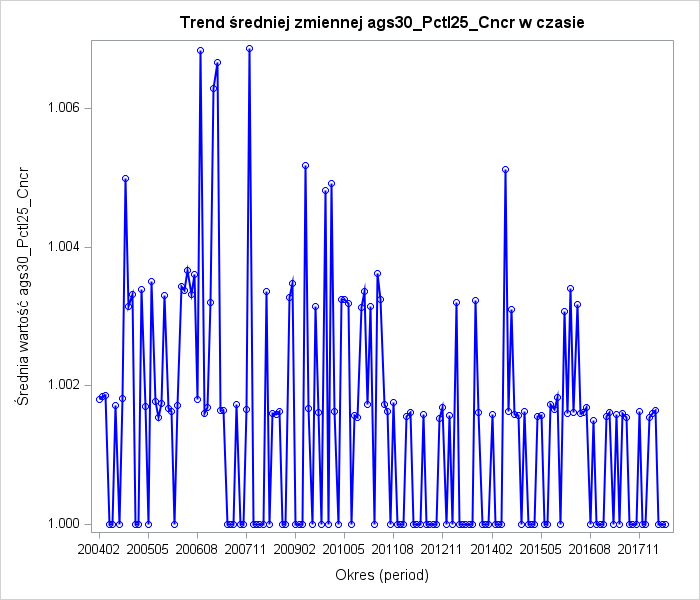 Trend średniej zmiennej ags30_Pctl25_Cncr w czasie
Średnia wartość ags30_Pctl25_Cncr
1.006
1.004
1.002
1.000
200402 200505 200608 200711 200902 201005 201108 201211 201402 201505 201608 201711
Okres (period)